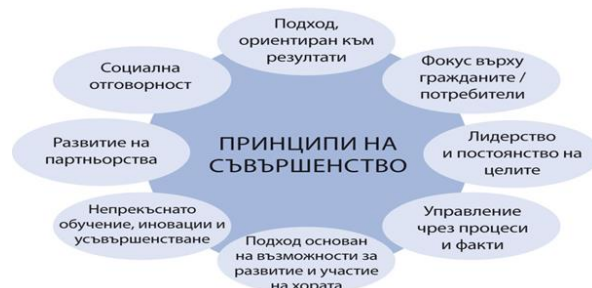 Подход,
ориентиран към
резултати
Фокус върху
гражданите /
потребители
Лидерство
и постоянство на
целите
Управление
чрез процеси
и факти
Подход основан
на възможности за
развитие и участие
на хората
Непрекъснато
обучение, иновации и
усъвършенстване
Развитие на
партньорства
Социална
отговорност
ПРИНЦИПИ НА
СЪВЪРШЕНСТВО